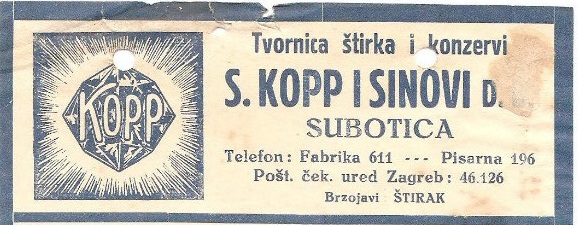 KOPP
Tvornica štirka i konzervi
S. KOPP I SINOVI D.
SUBOTICA
Telefon: Fabrika 611 --- Pisarna 196
Pošt. ček. ured Zagreb: 46.126
Brzojavi ŠTIRAK